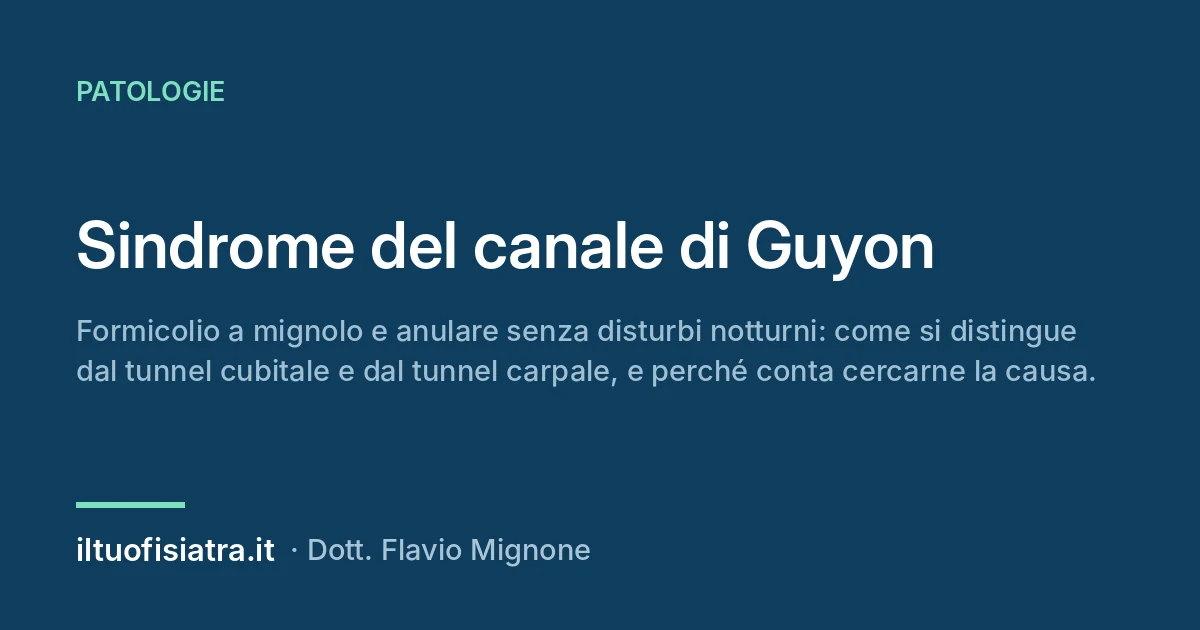 PATOLOGIE
Sindrome del canale di Guyon
Formicolio a mignolo e anulare senza disturbi notturni: come si distingue
dal tunnel cubitale e dal tunnel carpale, e perché conta cercarne la causa.
iltuofisiatra.it · Dott. Flavio Mignone